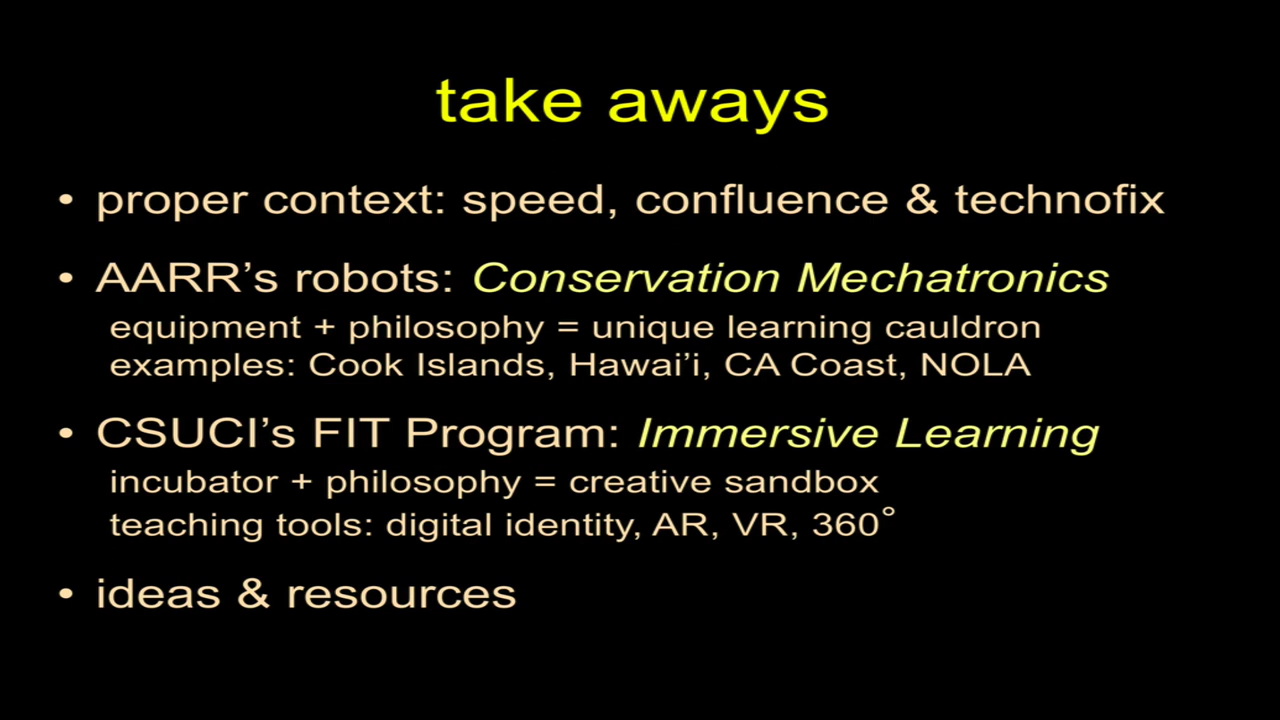 take aways
• proper context: speed, confluence & technofix
• AARR’s robots: Conservation Mechatronics
equipment + philosophy = unique learning cauldron
examples: Cook Islands, Hawai’i, CA Coast, NOLA
• CSUCI’s FIT Program: Immersive Learning
incubator + philosophy = creative sandbox
teaching tools: digital identity, AR, VR, 360°
• ideas & resources